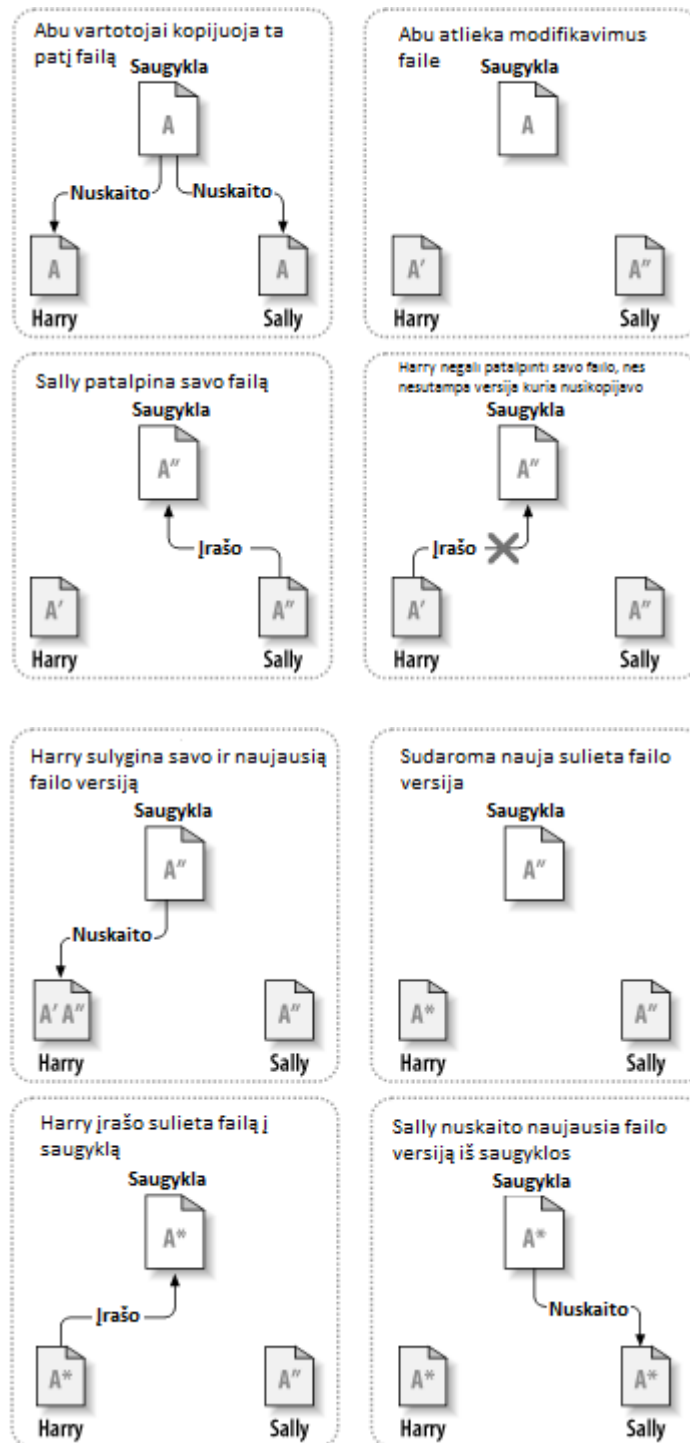 Abu vartotojai kopijuoja ta
patį failą
Saugykla
A
Nuskaito
Nuskaito
A
A
Harry
Sally
Abu atlieka modifikavimus
faile
Saugykla
A
A'
A"
Harry
Sally
Sally patalpina savo failą
Saugykla
A"
Įrašo
A'
A"
Harry
Sally
Harry negali patalpinti savo failo, nes
nesutampa versija kuria nusikopijavo
Saugykla
A"
Įrašo
A'
A"
Harry
Sally
Harry sulygina savo ir naujausią
failo versiją
Saugykla
A"
Nuskaito
A' A"
A"
Harry
Sally
Sudaroma nauja sulieta failo
versija
Saugykla
A"
A*
A"
Harry
Sally
Harry įrašo sulieta failą į
saugyklą
Saugykla
A*
Įrašo
A*
A"
Harry
Sally
Sally nuskaito naujausia failo
versiją iš saugyklos
Saugykla
A*
Nuskaito
A*
A*
Harry
Sally